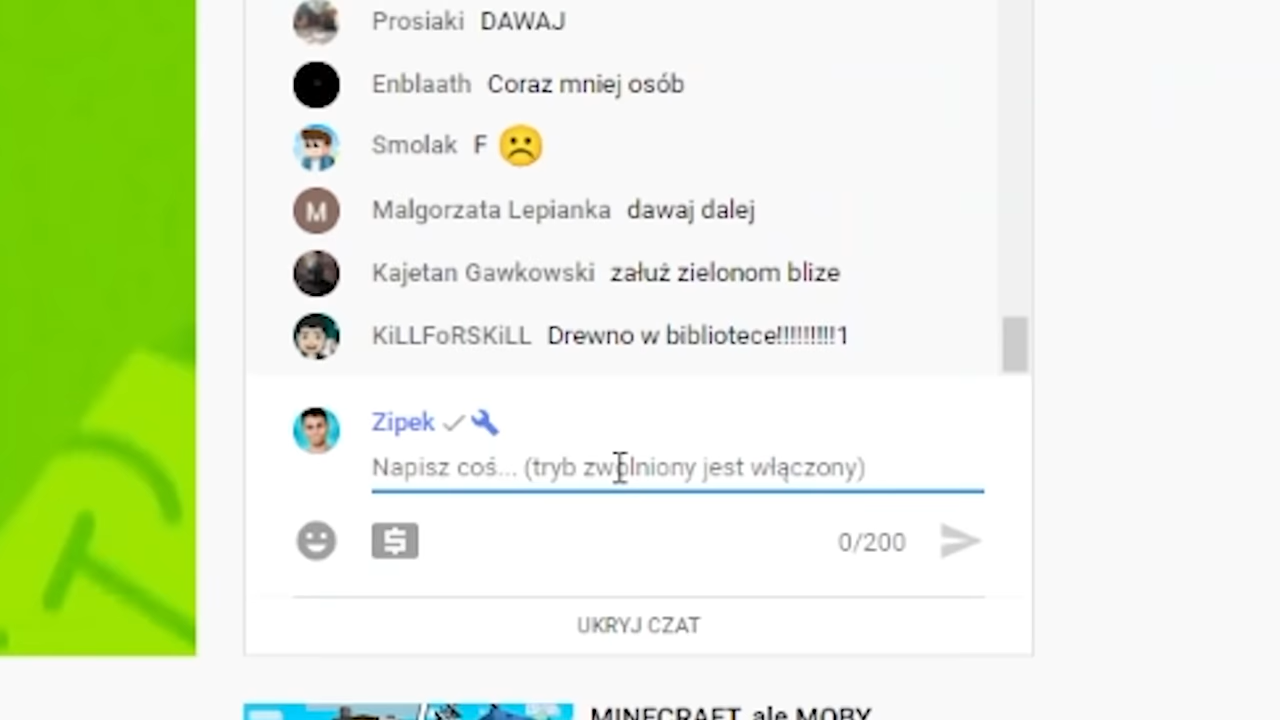 Prosiaki DAWAJ
Enblaath Coraz mniej osób
Smolak F ☹️
M Malgorzata Lepianka dawaj dalej
Kajetan Gawkowski załuż zielonom blize
KiLLFoRSKiLL Drewno w bibliotece!!!!!!!!!1
Zipek
Napisz coś... (tryb zwolniony jest włączony)
0/200
UKRYJ CZAT
MINECRAFT, ale MOBY